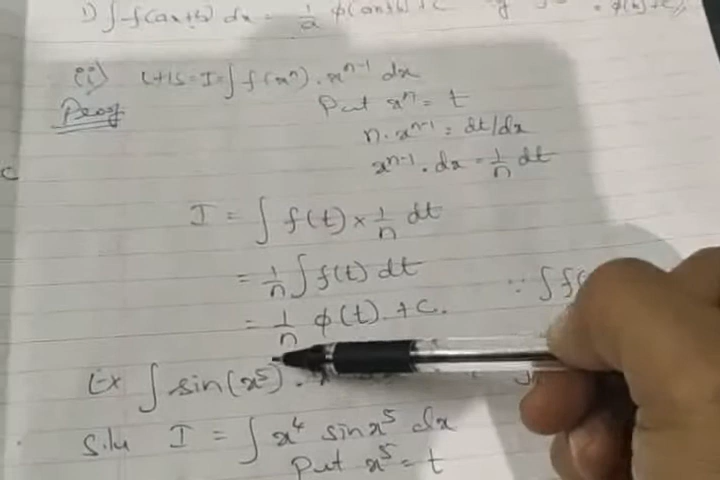 1) ∫f(ax+b) dx = 1/a φ(ax+b)+C
(ii) LHS = I = ∫f(xⁿ) . xⁿ⁻¹ dx
Proof Put xⁿ = t
n. xⁿ⁻¹ = dt/dx
xⁿ⁻¹ . dx = 1/n dt
I = ∫ f(t) × 1/n dt
= 1/n ∫ f(t) dt
= 1/n φ(t) + C. ∵ ∫f(
Ex ∫ sin(x⁵) .
Solu I = ∫ x⁴ sin x⁵ dx
Put x⁵ = t